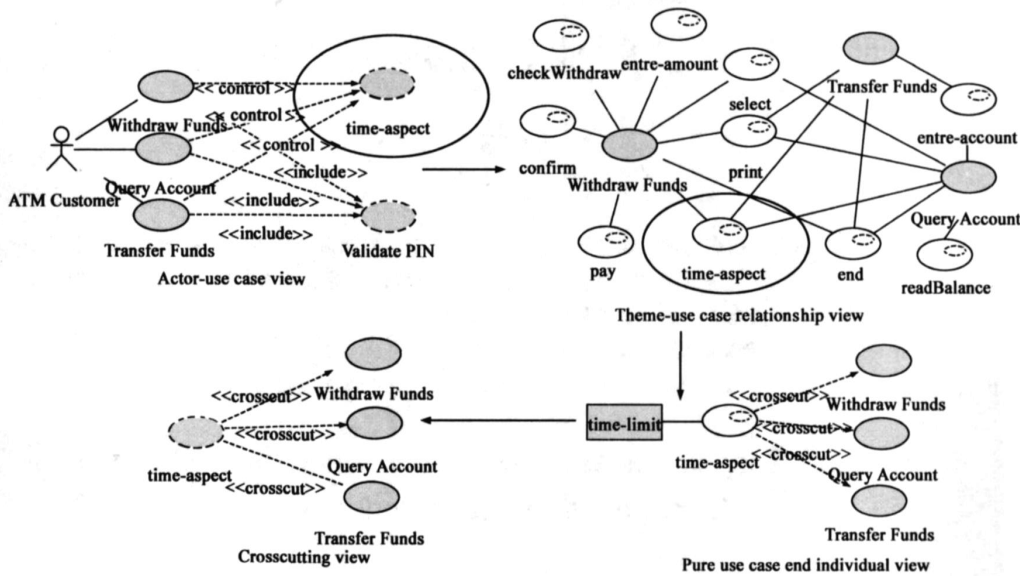 << control >>
Withdraw Funds
<< control >>
time-aspect
<< control >>
<<include>>
ATM Customer
Query Account
<<include>>
<<include>>
Transfer Funds
Validate PIN
Actor-use case view
checkWithdraw
entre-amount
select
Transfer Funds
entre-account
confirm
print
Withdraw Funds
Query Account
pay
time-aspect
end
readBalance
Theme-use case relationship view
<<crosscut>>
Withdraw Funds
<<crosscut>>
Query Account
time-aspect
<<crosscut>>
Transfer Funds
Crosscutting view
time-limit
<<crosscut>>
Withdraw Funds
<<crosscut>>
<<crosscut>>
time-aspect
Query Account
Transfer Funds
Pure use case end individual view